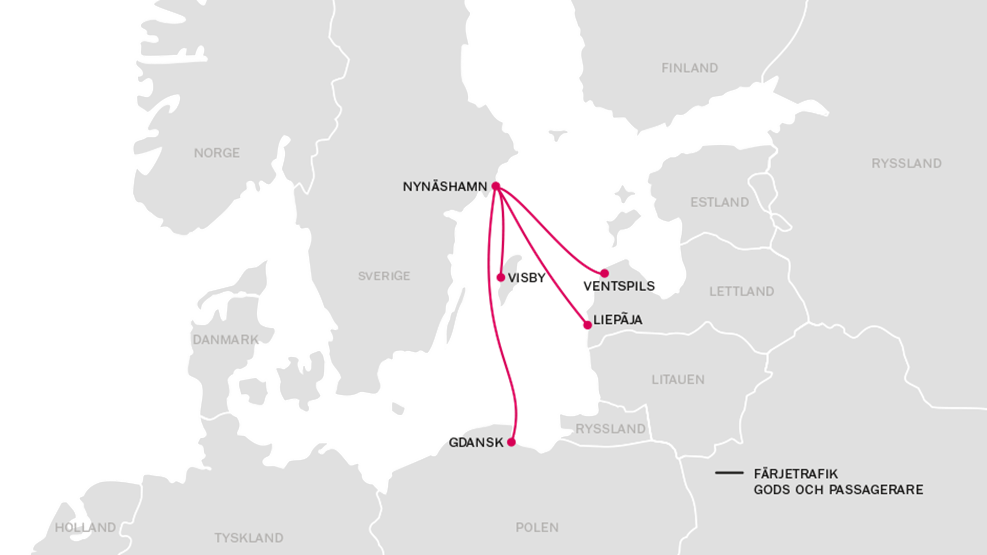 FINLAND
NORGE
RYSSLAND
NYNÄSHAMN
ESTLAND
SVERIGE
VISBY
VENTSPILS
LETTLAND
LIEPÃJA
DANMARK
LITAUEN
RYSSLAND
GDANSK
FÄRJETRAFIK
GODS OCH PASSAGERARE
HOLLAND
TYSKLAND
POLEN